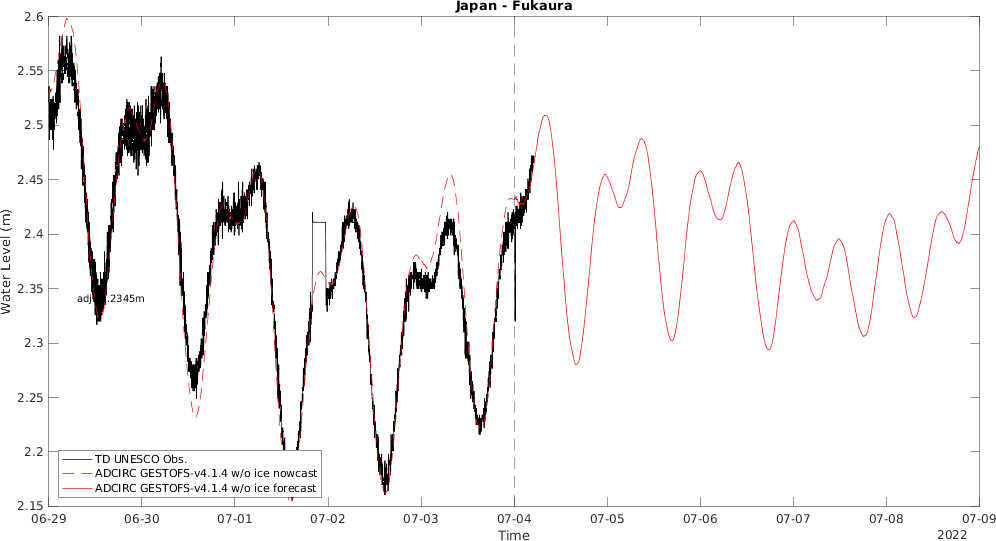 Japan - Fukaura
Water Level (m)
2.6
2.55
2.5
2.45
2.4
2.35
2.3
2.25
2.2
2.15
.2345m
TD UNESCO Obs.
ADCIRC GESTOFS-v4.1.4 w/o ice nowcast
ADCIRC GESTOFS-v4.1.4 w/o ice forecast
06-29 06-30 07-01 07-02 07-03 07-04 07-05 07-06 07-07 07-08 07-09
Time
2022